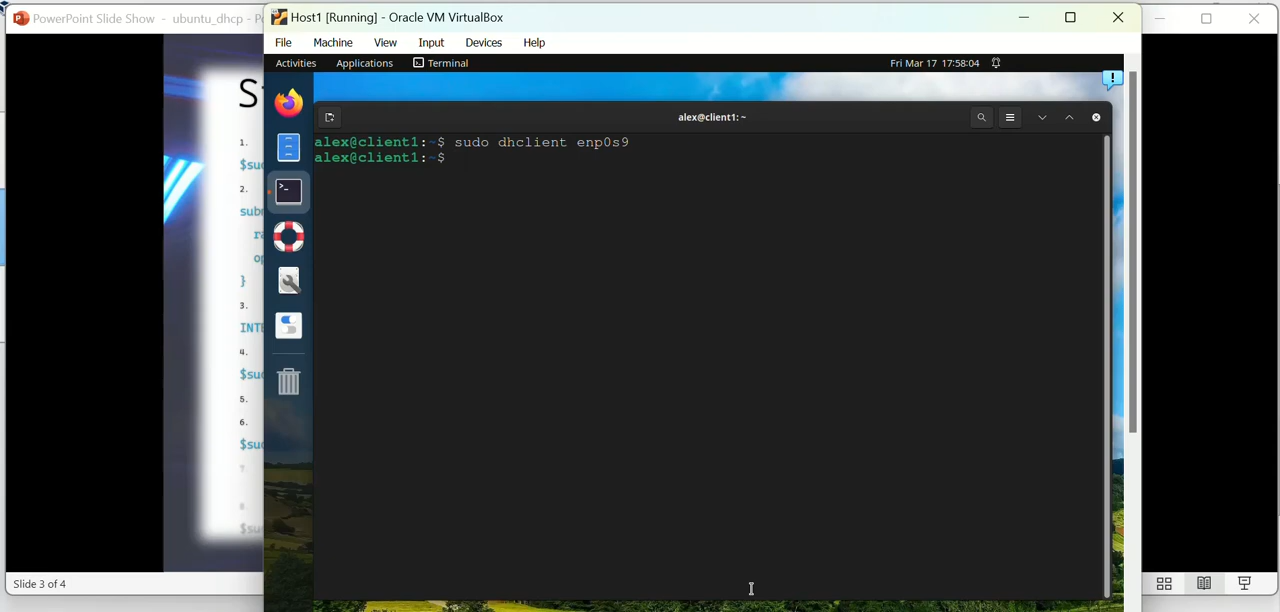 PowerPoint Slide Show - ubuntu_dhcp - P
Host1 [Running] - Oracle VM VirtualBox
File Machine View Input Devices Help
Activities Applications Terminal Fri Mar 17 17:58:04
alex@client1: ~
alex@client1:~$ sudo dhclient enp0s9
alex@client1:~$
1.
$su
2.
subn
}
3.
INTE
4.
$su
5.
6.
$su
7
8.
$su
Slide 3 of 4